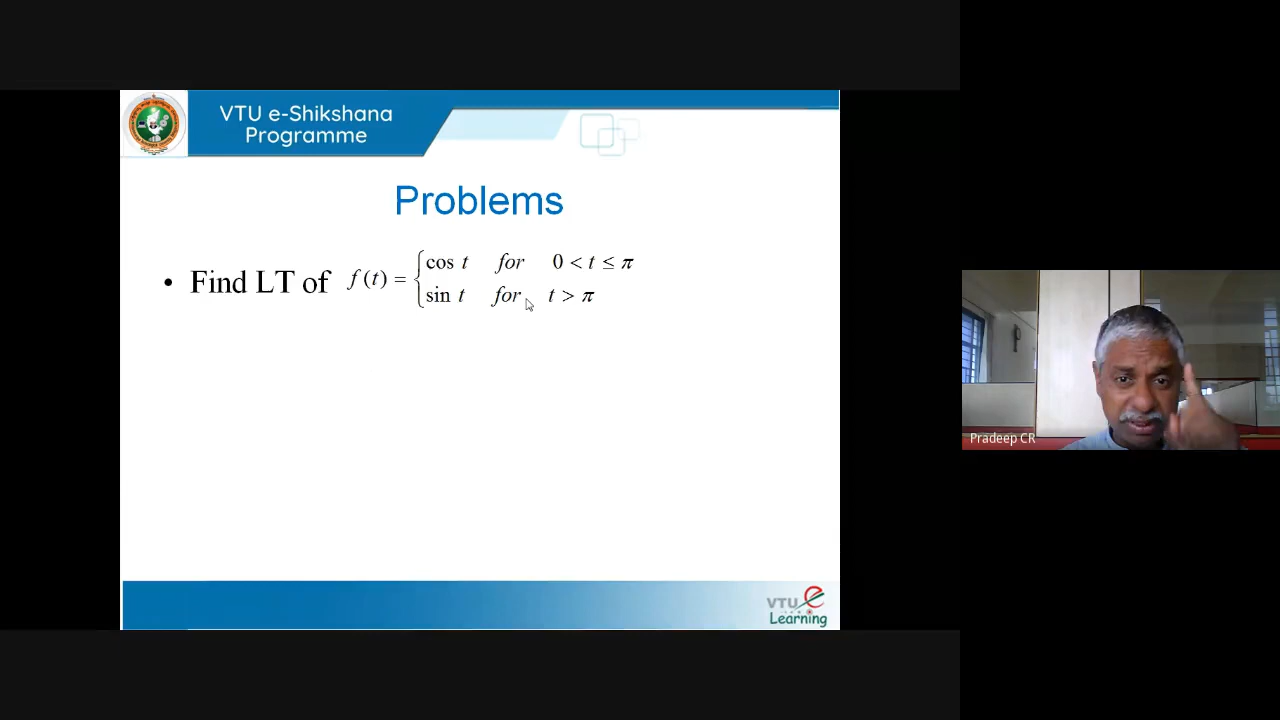 VTU e-Shikshana
Programme
Problems
• Find LT of f(t) = { cos t for 0 < t ≤ π
sin t for t > π
Pradeep CR
VTU e
Learning